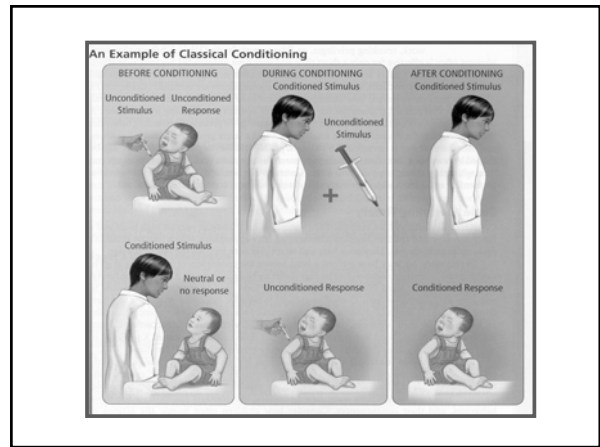 An Example of Classical Conditioning
BEFORE CONDITIONING
Unconditioned Stimulus
Unconditioned Response
Conditioned Stimulus
Neutral or
no response
DURING CONDITIONING
Conditioned Stimulus
Unconditioned
Stimulus
+
Unconditioned Response
AFTER CONDITIONING
Conditioned Stimulus
Conditioned Response